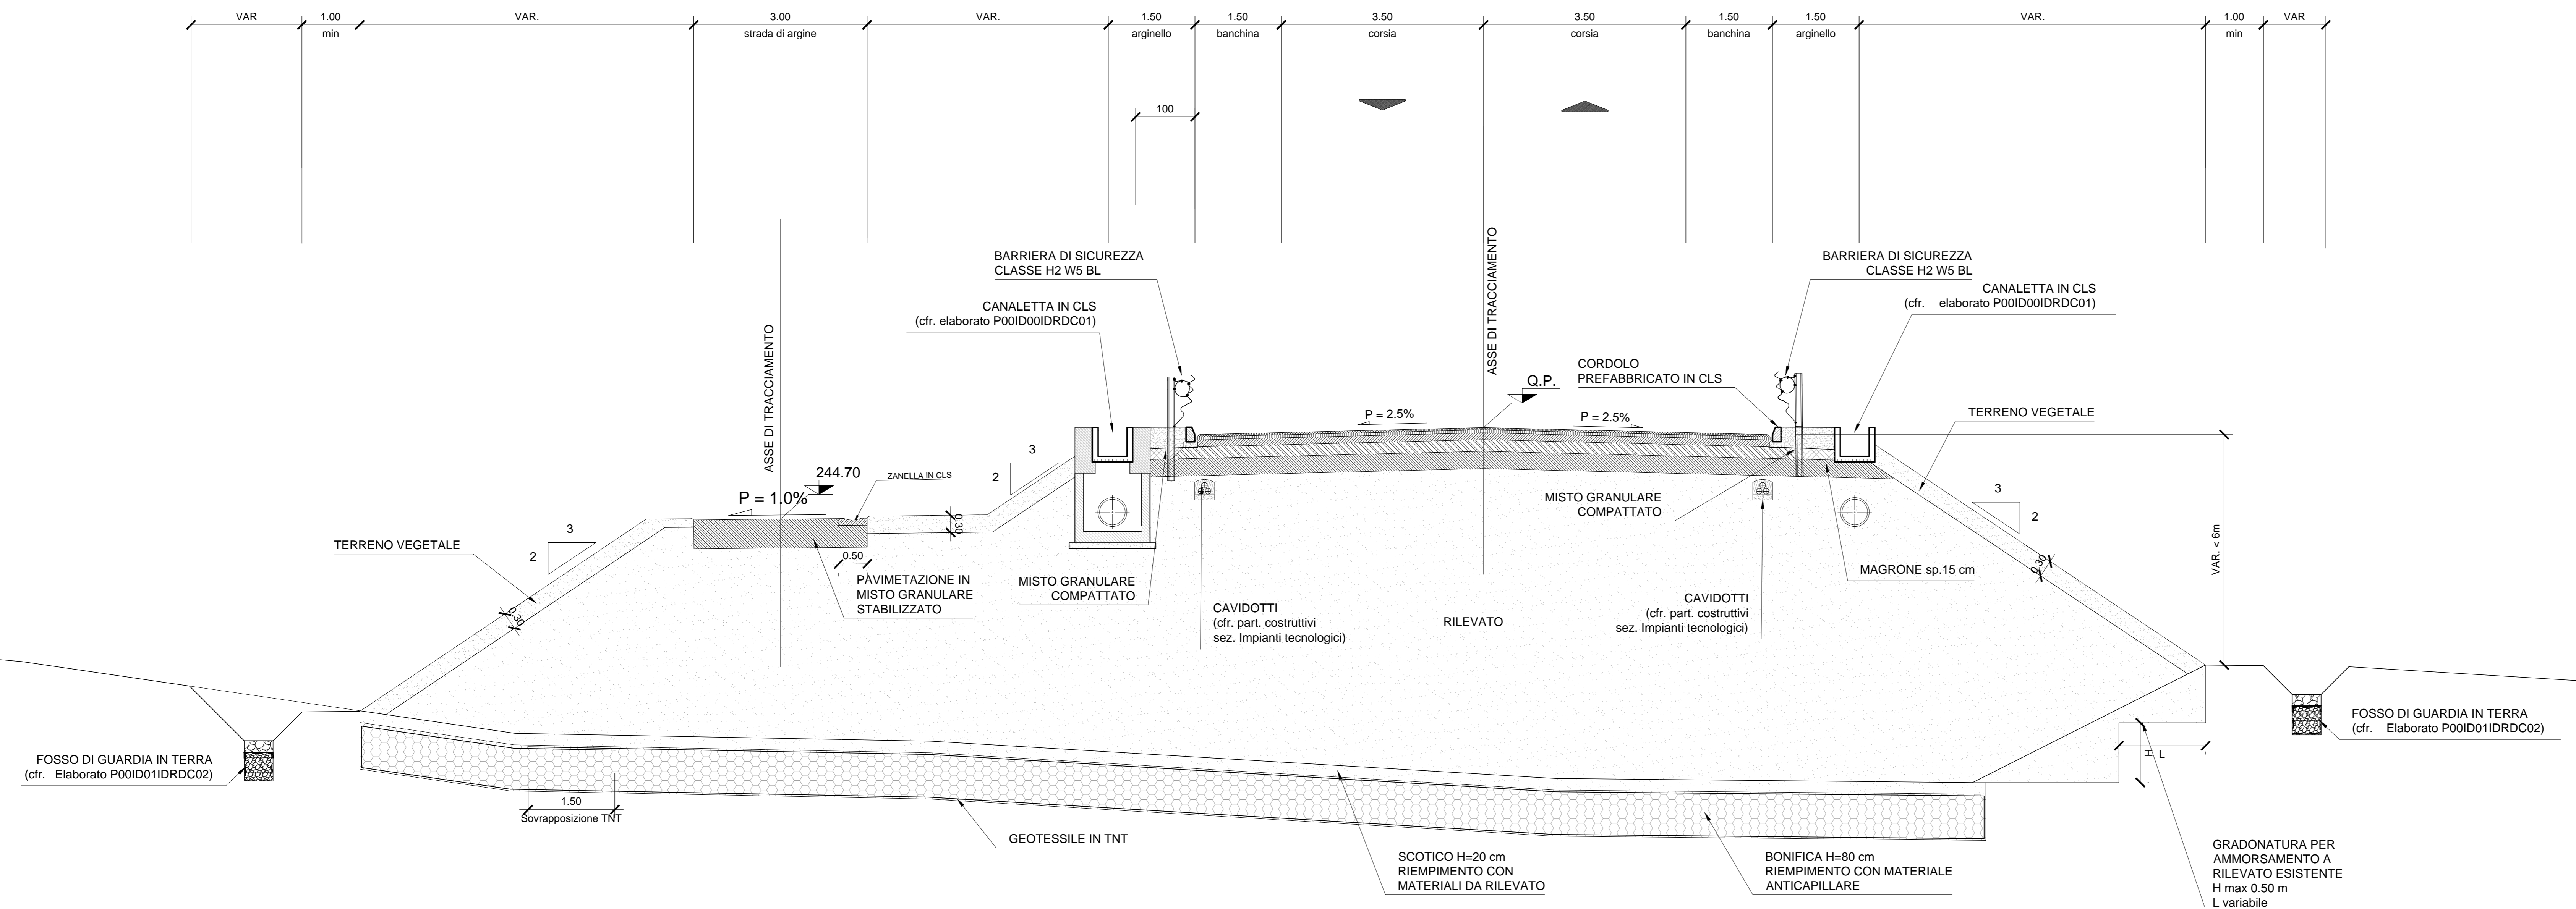 VAR
1.00
VAR.
3.00
VAR.
1.50
1.50
3.50
3.50
1.50
1.50
VAR.
1.00
VAR
min
strada di argine
arginello
banchina
corsia
corsia
banchina
arginello
min
100
ASSE DI TRACCIAMENTO
ASSE DI TRACCIAMENTO
BARRIERA DI SICUREZZA
CLASSE H2 W5 BL
CANALETTA IN CLS
(cfr. elaborato P00ID00IDRDC01)
BARRIERA DI SICUREZZA
CLASSE H2 W5 BL
CANALETTA IN CLS
(cfr. elaborato P00ID00IDRDC01)
CORDOLO
PREFABBRICATO IN CLS
Q.P.
P = 2.5%
P = 2.5%
TERRENO VEGETALE
3
2
244.70
ZANELLA IN CLS
P = 1.0%
0.30
3
2
TERRENO VEGETALE
0.30
0.50
PAVIMETAZIONE IN
MISTO GRANULARE
STABILIZZATO
MISTO GRANULARE
COMPATTATO
MISTO GRANULARE
COMPATTATO
3
2
0.30
VAR. < 6m
MAGRONE sp.15 cm
CAVIDOTTI
(cfr. part. costruttivi
sez. Impianti tecnologici)
RILEVATO
CAVIDOTTI
(cfr. part. costruttivi
sez. Impianti tecnologici)
FOSSO DI GUARDIA IN TERRA
(cfr. Elaborato P00ID01IDRDC02)
FOSSO DI GUARDIA IN TERRA
(cfr. Elaborato P00ID01IDRDC02)
H
L
1.50
Sovrapposizione TNT
GEOTESSILE IN TNT
SCOTICO H=20 cm
RIEMPIMENTO CON
MATERIALI DA RILEVATO
BONIFICA H=80 cm
RIEMPIMENTO CON MATERIALE
ANTICAPILLARE
GRADONATURA PER
AMMORSAMENTO A
RILEVATO ESISTENTE
H max 0.50 m
L variabile